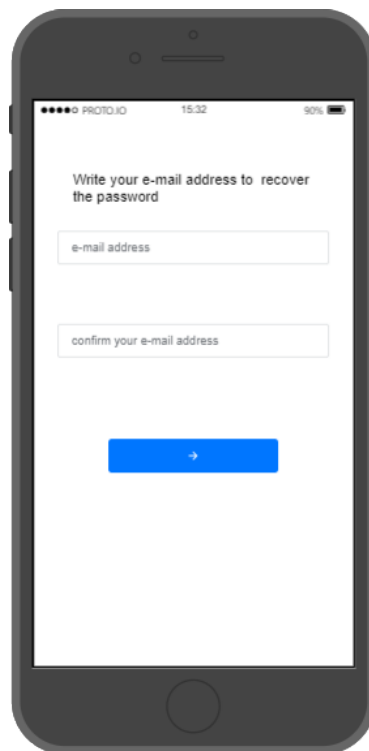 PROTO.IO 15:32 90%
Write your e-mail address to recover
the password
e-mail address
confirm your e-mail address